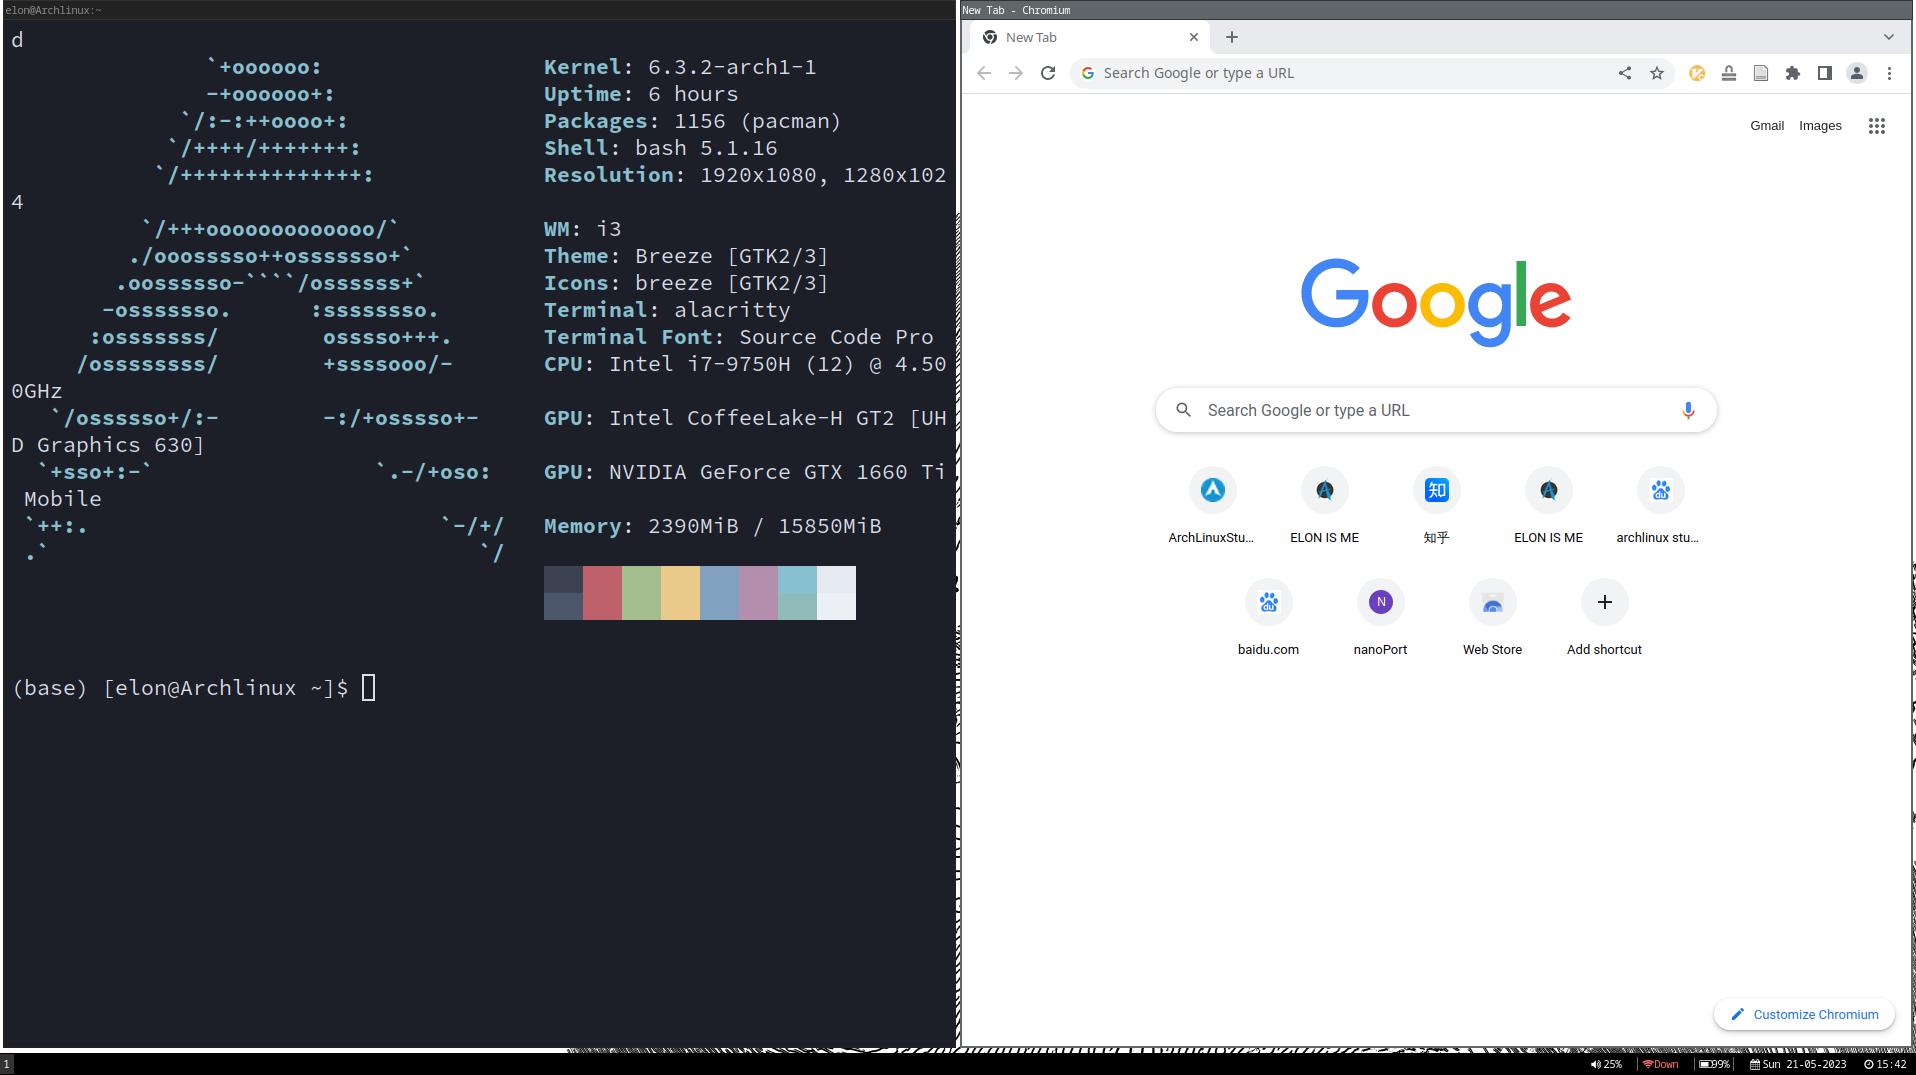 elon@Archlinux:~
d
`+oooooo:   Kernel: 6.3.2-arch1-1
-+oooooo+:   Uptime: 6 hours
`/:-:++oooo+:   Packages: 1156 (pacman)
`/++++/+++++++:   Shell: bash 5.1.16
`/++++++++++++++:   Resolution: 1920x1080, 1280x102
4
`/+++ooooooooooooo/`   WM: i3
./ooosssso++osssssso+`   Theme: Breeze [GTK2/3]
.oossssso-````/ossssss+`   Icons: breeze [GTK2/3]
-osssssso.      :ssssssso.   Terminal: alacritty
:osssssss/        osssso+++.   Terminal Font: Source Code Pro
/ossssssss/        +ssssooo/-   CPU: Intel i7-9750H (12) @ 4.50
0GHz
`/ossssso+/:-        -:/+osssso+-   GPU: Intel CoffeeLake-H GT2 [UH
D Graphics 630]
`+sso+:-`                 `.-/+oso:   GPU: NVIDIA GeForce GTX 1660 Ti
Mobile
`++:.                           `-/+/   Memory: 2390MiB / 15850MiB
.`                                 `/
(base) [elon@Archlinux ~]$
New Tab - Chromium
New Tab
Search Google or type a URL
Gmail Images
Google
Search Google or type a URL
ArchLinuxStu... ELON IS ME 知乎 ELON IS ME archlinux stu...
baidu.com nanoPort Web Store Add shortcut
Customize Chromium
1 25% Down 99% Sun 21-05-2023 15:42